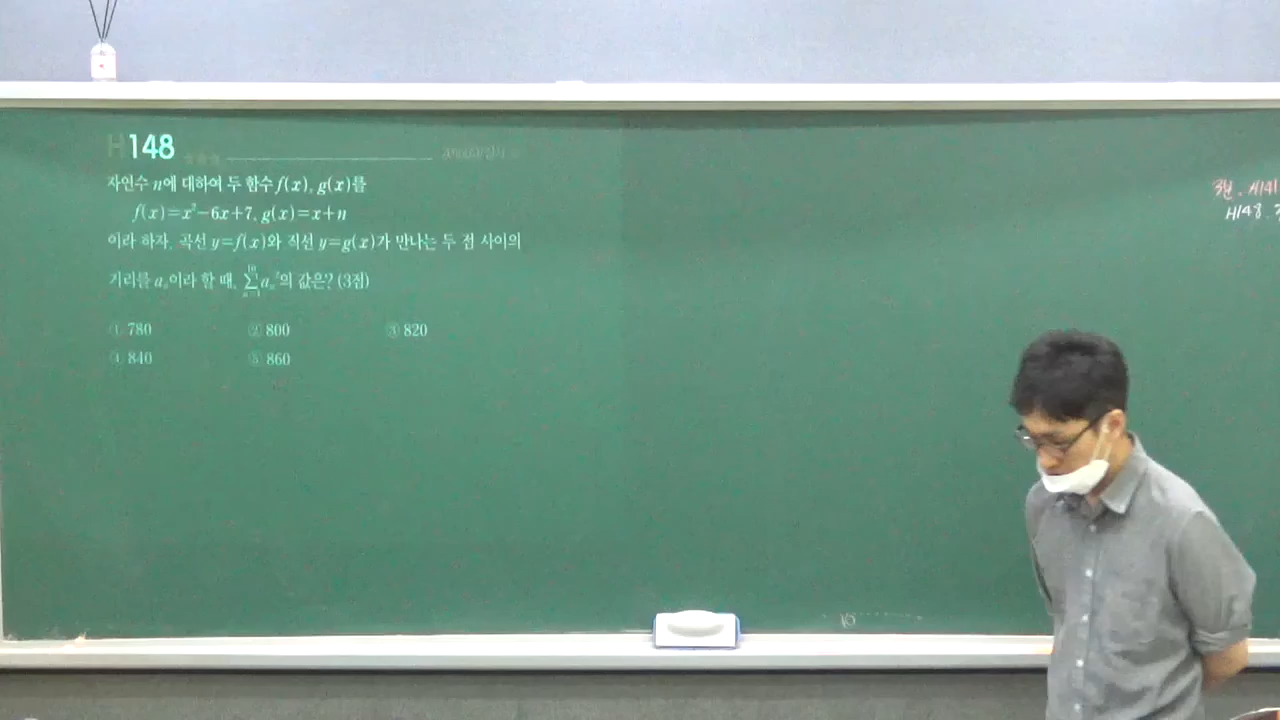 H148
자연수 n에 대하여 두 함수 f(x), g(x)를
f(x)=x²-6x+7, g(x)=x+n
이라 하자. 곡선 y=f(x)와 직선 y=g(x)가 만나는 두 점 사이의
거리를 aₙ이라 할 때, ∑aₙ²의 값은? (3점)
① 780 ② 800 ③ 820
④ 840 ⑤ 860
H141
H148
10